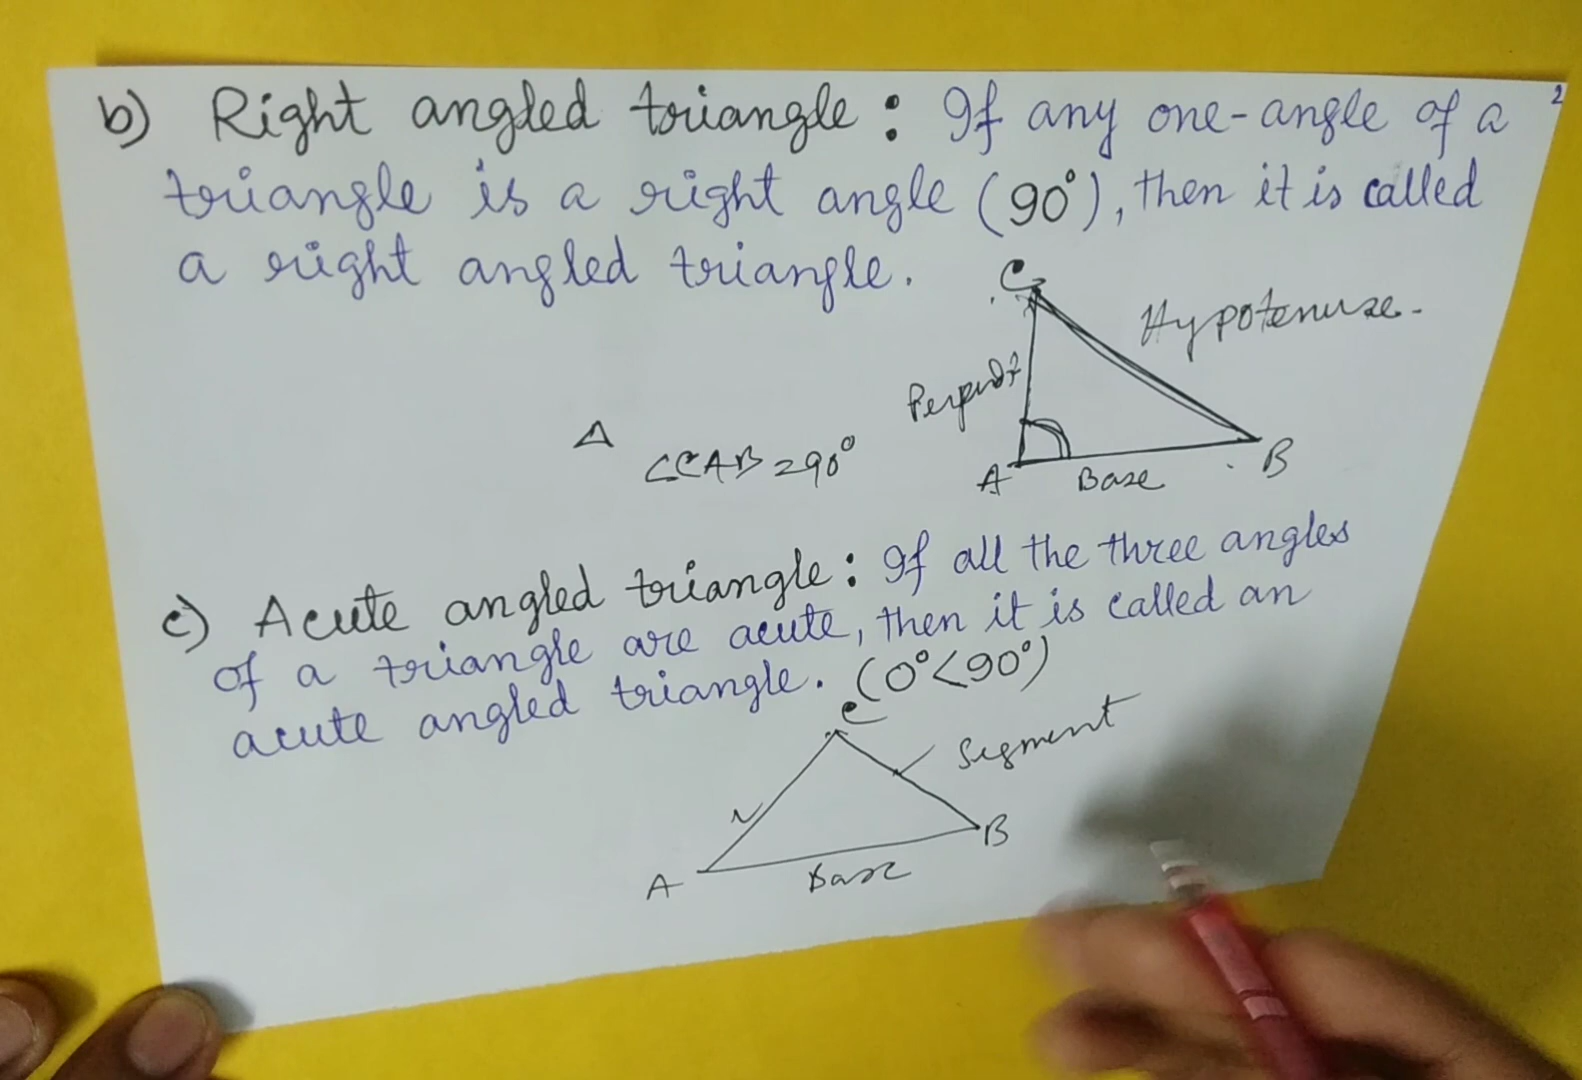 2
b) Right angled triangle : If any one-angle of a
triangle is a right angle (90°), then it is called
a right angled triangle.
C
Hypotenuse.
∆
∠CAB = 90°
A
Base
B
c) Acute angled triangle : If all the three angles
of a triangle are acute, then it is called an
acute angled triangle. (0°<90°)
C
Segment
A
Base
B